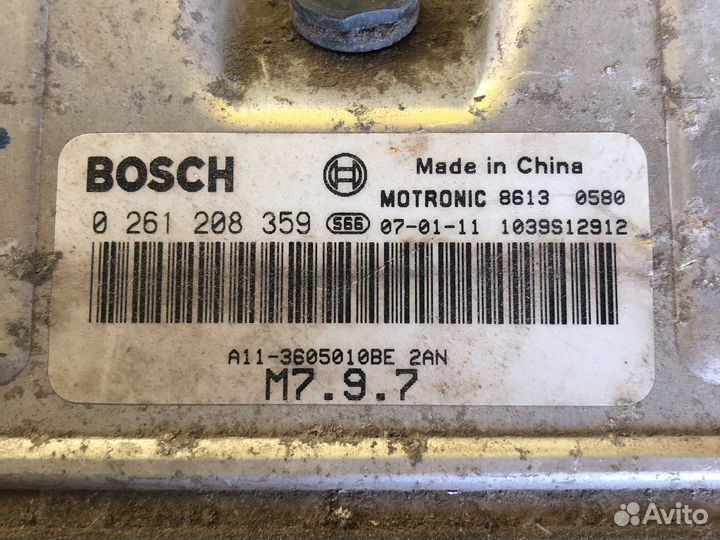 BOSCH Made in China
MOTRONIC 8613 0580
0 261 208 359 S66 07-01-11 1039S12912
A11-3605010BE 2AN
M7.9.7
Avito